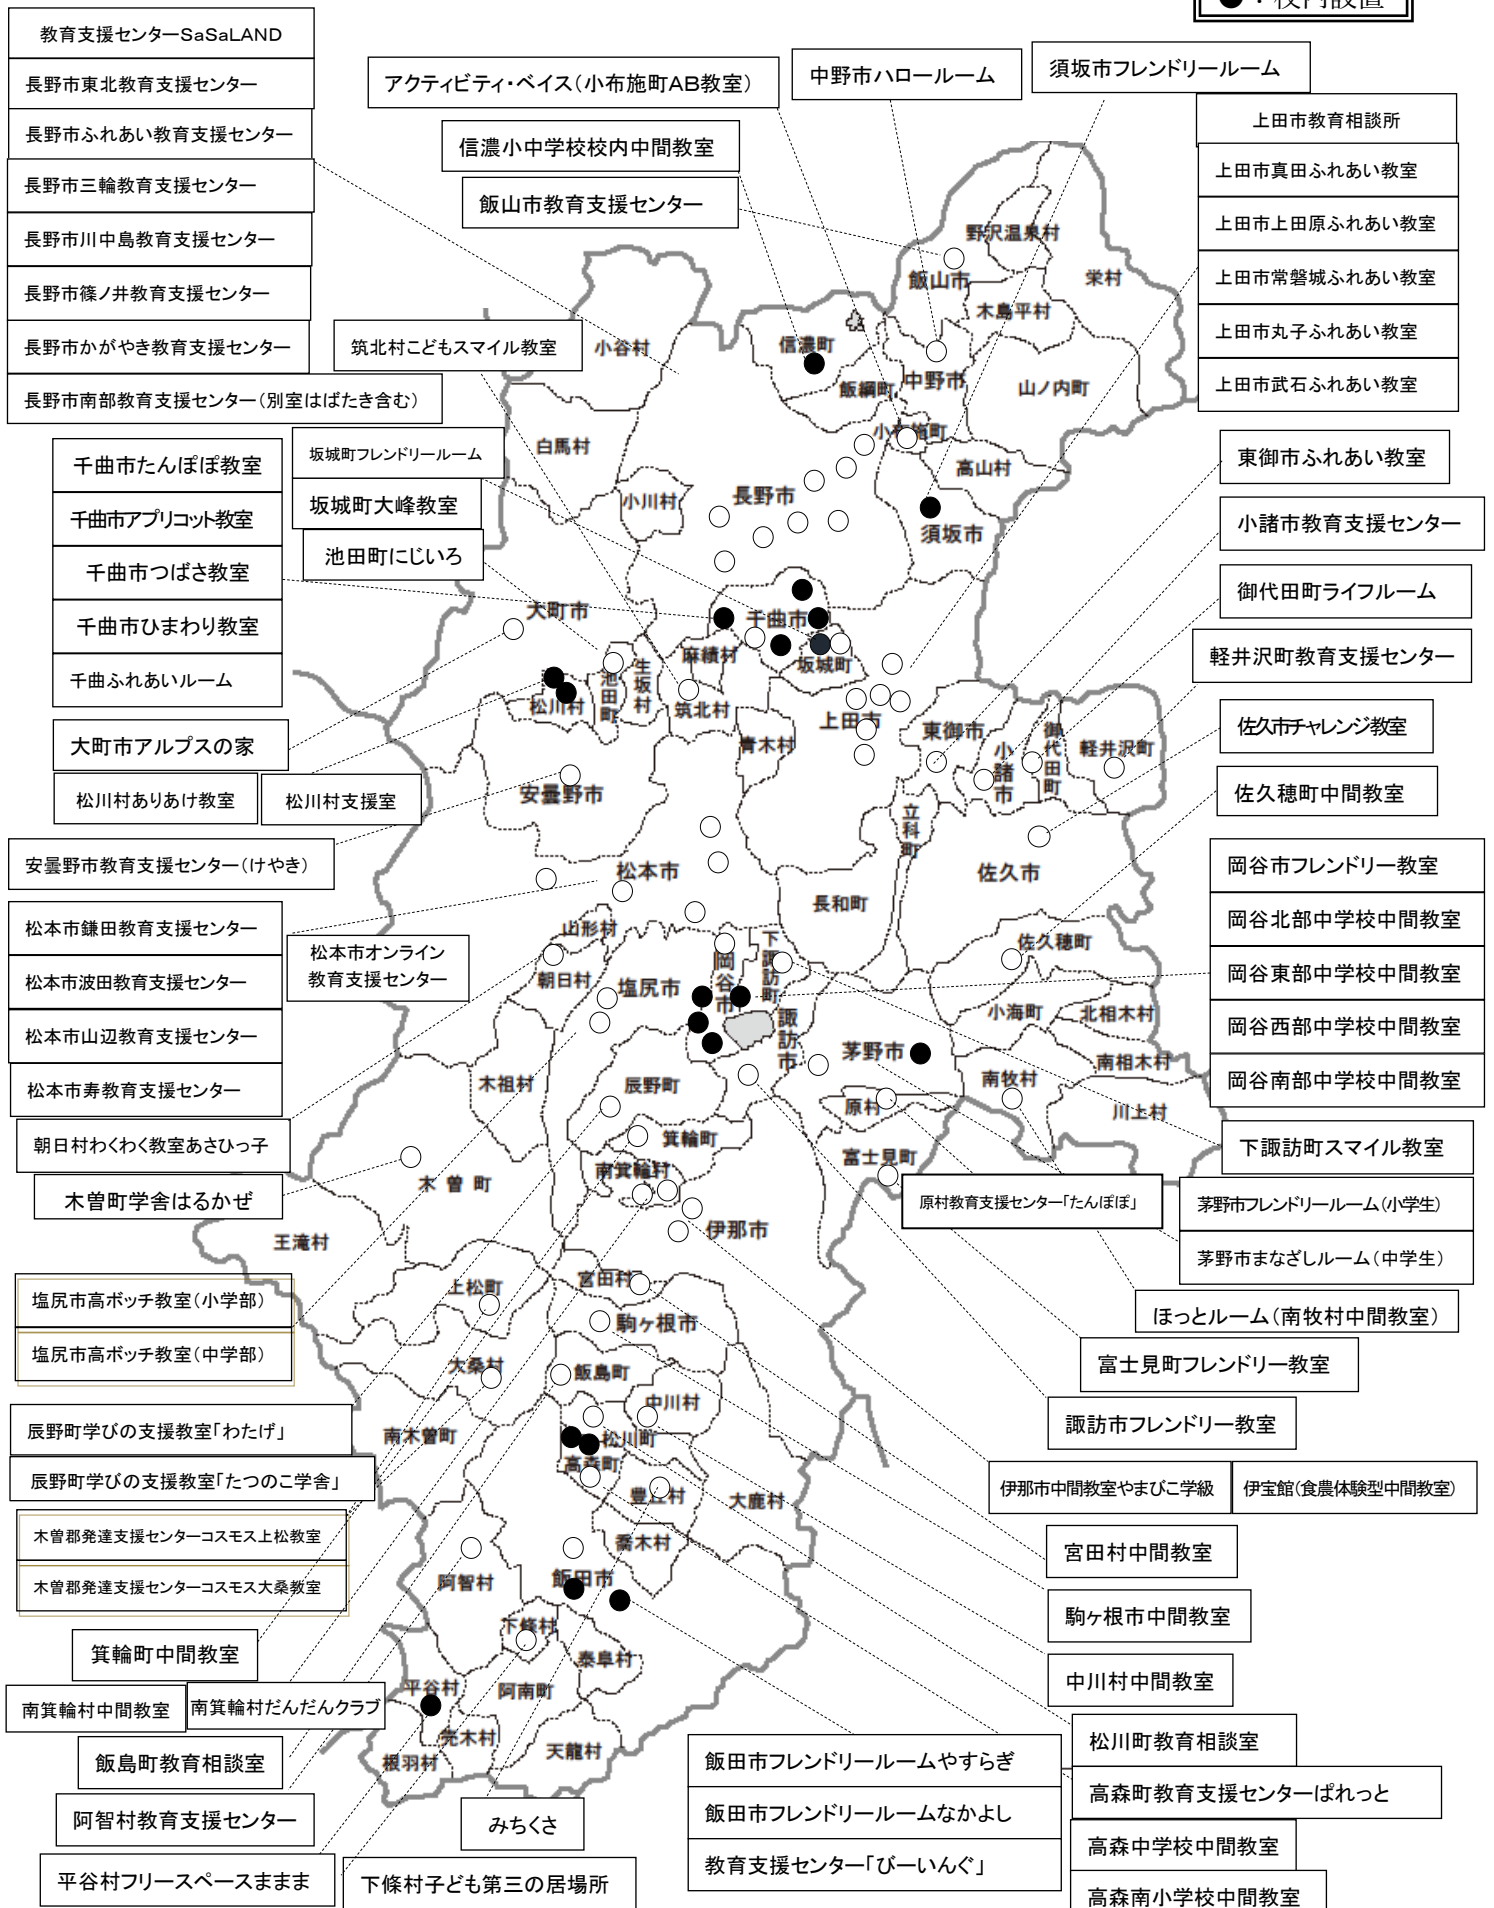 ●：校内設置
教育支援センターSaSaLAND
長野市東北教育支援センター
長野市ふれあい教育支援センター
長野市三輪教育支援センター
長野市川中島教育支援センター
長野市篠ノ井教育支援センター
長野市かがやき教育支援センター
長野市南部教育支援センター（別室はばたき含む）
アクティビティ・ベイス（小布施町AB教室）
中野市ハロールーム
須坂市フレンドリールーム
信濃小中学校校内中間教室
飯山市教育支援センター
上田市教育相談所
上田市真田ふれあい教室
上田市上田原ふれあい教室
上田市常磐城ふれあい教室
上田市丸子ふれあい教室
上田市武石ふれあい教室
筑北村こどもスマイル教室
千曲市たんぽぽ教室
千曲市アプリコット教室
千曲市つばさ教室
千曲市ひまわり教室
千曲ふれあいルーム
坂城町フレンドリールーム
坂城町大峰教室
池田町にじいろ
東御市ふれあい教室
小諸市教育支援センター
御代田町ライフルーム
軽井沢町教育支援センター
佐久市チャレンジ教室
佐久穂町中間教室
大町市アルプスの家
松川村ありあけ教室
松川村支援室
安曇野市教育支援センター（けやき）
松本市鎌田教育支援センター
松本市波田教育支援センター
松本市山辺教育支援センター
松本市寿教育支援センター
松本市オンライン
教育支援センター
岡谷市フレンドリー教室
岡谷北部中学校中間教室
岡谷東部中学校中間教室
岡谷西部中学校中間教室
岡谷南部中学校中間教室
朝日村わくわく教室あさひっ子
木曽町学舎はるかぜ
下諏訪町スマイル教室
原村教育支援センター「たんぽぽ」
茅野市フレンドリールーム（小学生）
茅野市まなざしルーム（中学生）
ほっとルーム（南牧村中間教室）
富士見町フレンドリー教室
諏訪市フレンドリー教室
塩尻市高ボッチ教室（小学部）
塩尻市高ボッチ教室（中学部）
辰野町学びの支援教室「わたげ」
辰野町学びの支援教室「たつのこ学舎」
伊那市中間教室やまびこ学級
伊宝館（食農体験型中間教室）
木曽郡発達支援センターコスモス上松教室
木曽郡発達支援センターコスモス大桑教室
宮田村中間教室
駒ヶ根市中間教室
中川村中間教室
箕輪町中間教室
南箕輪村中間教室
南箕輪村だんだんクラブ
飯島町教育相談室
阿智村教育支援センター
平谷村フリースペースままま
みちくさ
下條村子ども第三の居場所
飯田市フレンドリールームやすらぎ
飯田市フレンドリールームなかよし
教育支援センター「びーいんぐ」
松川町教育相談室
高森町教育支援センターぱれっと
高森中学校中間教室
高森南小学校中間教室
野沢温泉村
栄村
飯山市
木島平村
信濃町
小谷村
飯綱町
中野市
山ノ内町
小布施町
白馬村
高山村
小川村
長野市
須坂市
大町市
千曲市
麻績村
坂城町
生坂村
池田町
松川村
筑北村
青木村
上田市
東御市
小諸市
御代田町
軽井沢町
安曇野市
立科町
松本市
佐久市
長和町
山形村
朝日村
塩尻市
岡谷市
下諏訪町
諏訪市
佐久穂町
小海町
北相木村
南相木村
茅野市
南牧村
川上村
木祖村
辰野町
原村
箕輪町
富士見町
南箕輪村
木曽町
伊那市
王滝村
上松町
宮田村
駒ヶ根市
大桑村
飯島町
中川村
南木曽町
松川町
高森町
豊丘村
大鹿村
喬木村
阿智村
飯田市
下條村
泰阜村
平谷村
阿南町
売木村
根羽村
天龍村